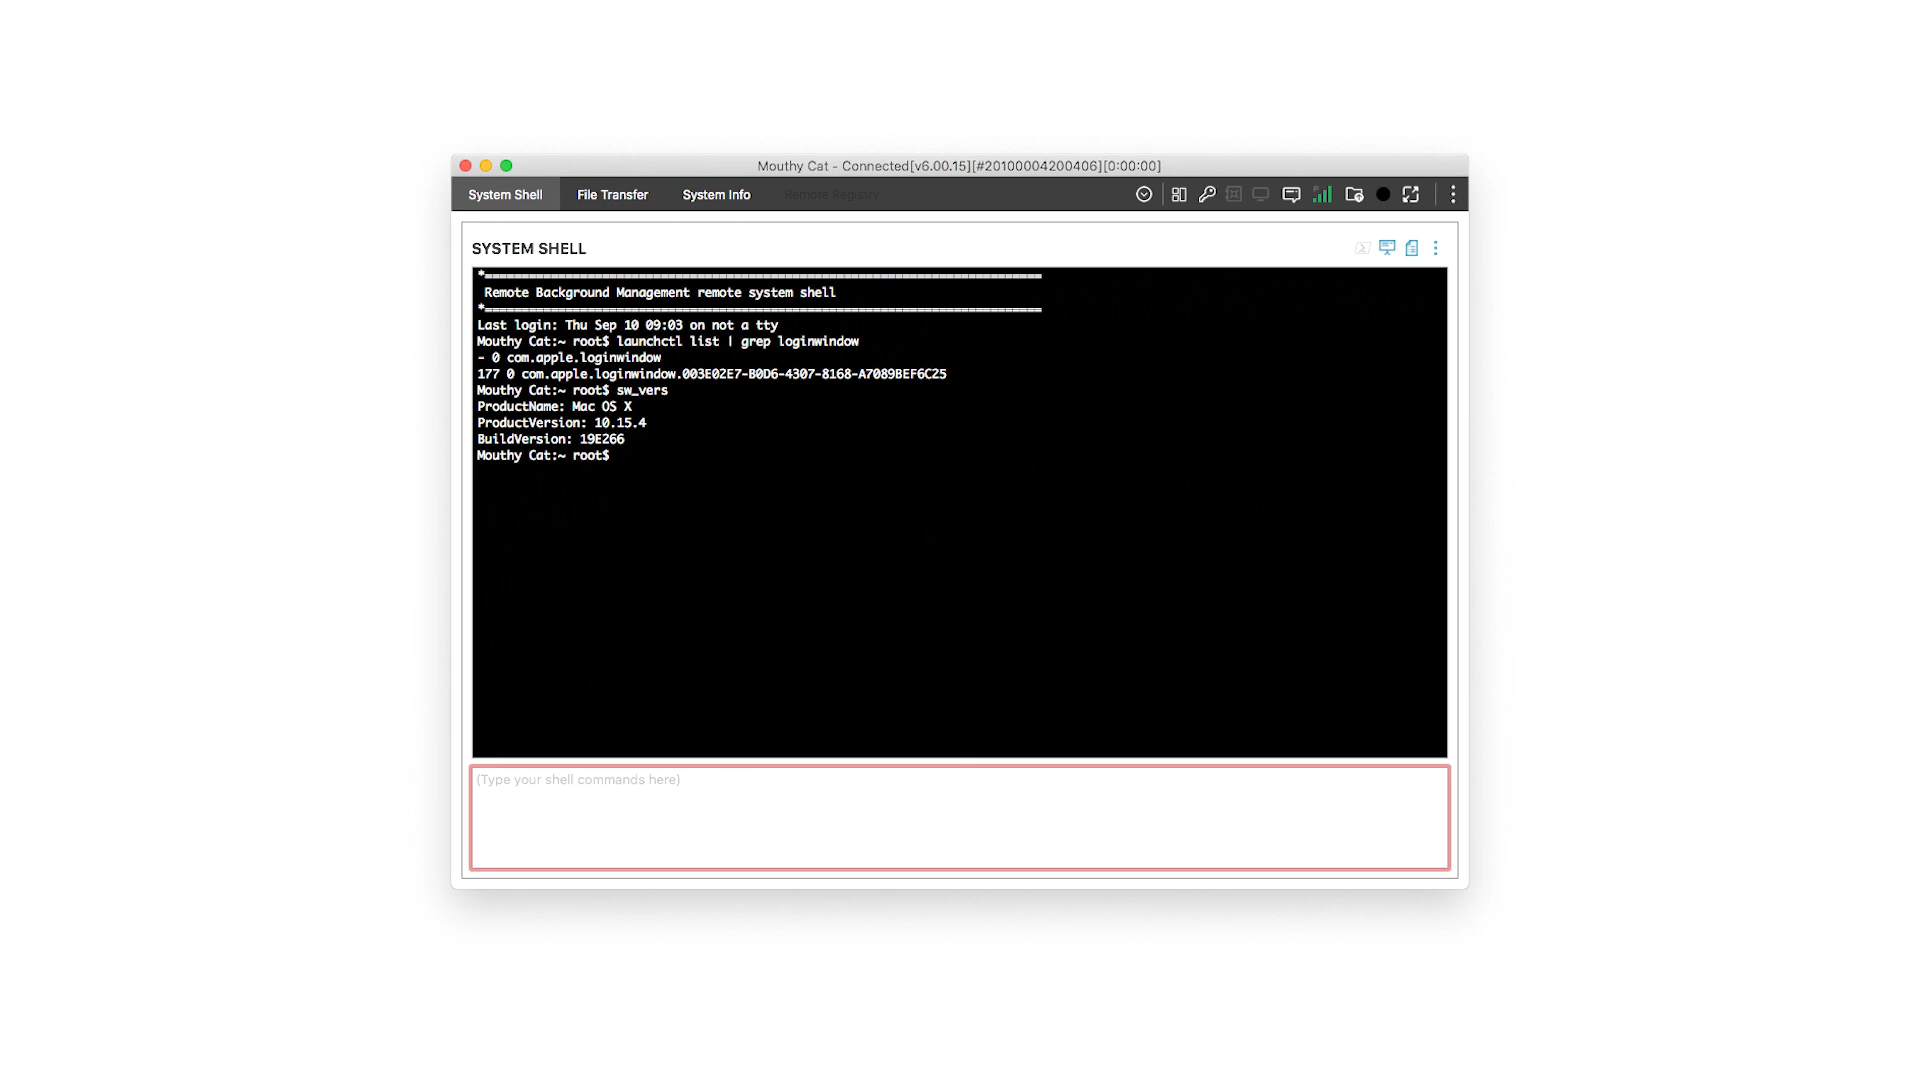 Mouthy Cat - Connected[v6.00.15][#20100004200406][0:00:00]
System Shell File Transfer System Info Remote Registry
SYSTEM SHELL
*============================================================================
Remote Background Management remote system shell
*============================================================================
Last login: Thu Sep 10 09:03 on not a tty
Mouthy Cat:~ root$ launchctl list | grep loginwindow
- 0 com.apple.loginwindow
177 0 com.apple.loginwindow.003E02E7-B0D6-4307-8168-A7089BEF6C25
Mouthy Cat:~ root$ sw_vers
ProductName: Mac OS X
ProductVersion: 10.15.4
BuildVersion: 19E266
Mouthy Cat:~ root$
(Type your shell commands here)